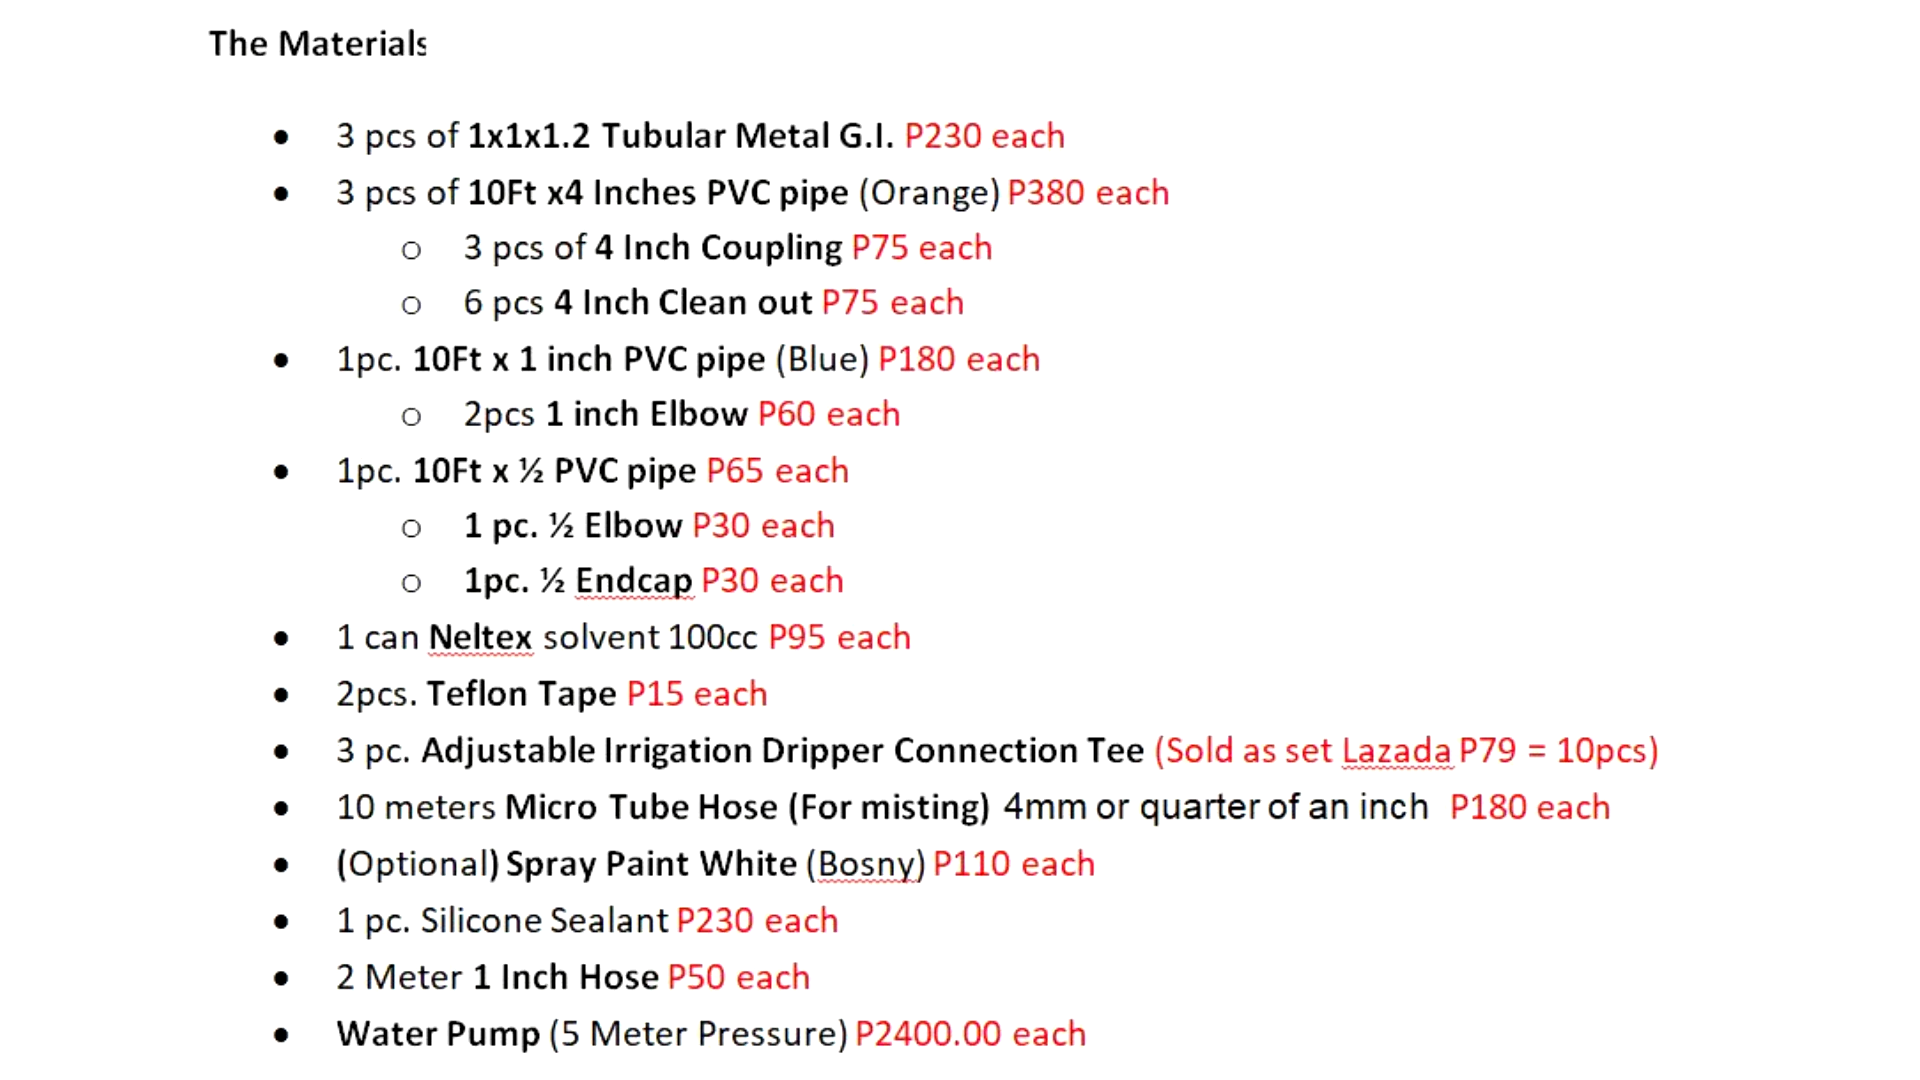 The Materials
• 3 pcs of 1x1x1.2 Tubular Metal G.I. P230 each
• 3 pcs of 10Ft x4 Inches PVC pipe (Orange) P380 each
o 3 pcs of 4 Inch Coupling P75 each
o 6 pcs 4 Inch Clean out P75 each
• 1pc. 10Ft x 1 inch PVC pipe (Blue) P180 each
o 2pcs 1 inch Elbow P60 each
• 1pc. 10Ft x ½ PVC pipe P65 each
o 1 pc. ½ Elbow P30 each
o 1pc. ½ Endcap P30 each
• 1 can Neltex solvent 100cc P95 each
• 2pcs. Teflon Tape P15 each
• 3 pc. Adjustable Irrigation Dripper Connection Tee (Sold as set Lazada P79 = 10pcs)
• 10 meters Micro Tube Hose (For misting) 4mm or quarter of an inch P180 each
• (Optional) Spray Paint White (Bosny) P110 each
• 1 pc. Silicone Sealant P230 each
• 2 Meter 1 Inch Hose P50 each
• Water Pump (5 Meter Pressure) P2400.00 each